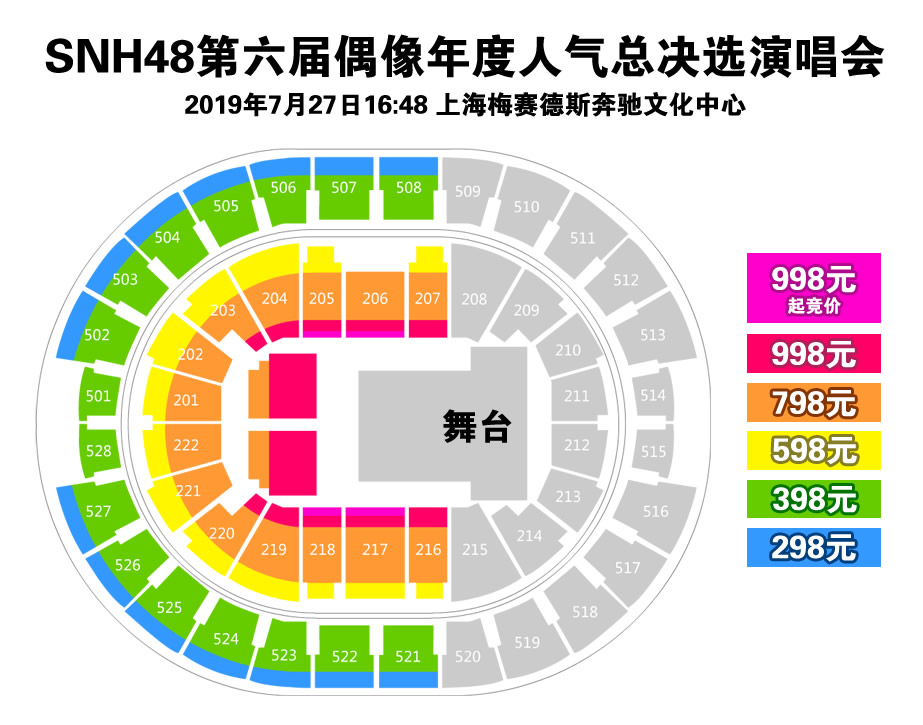 SNH48第六届偶像年度人气总决选演唱会
2019年7月27日16:48 上海梅赛德斯奔驰文化中心
506 507 508 509
505 510
504 511
503 512
502 513
501 514
528 515
527 516
526 517
525 518
524 519
523 522 521 520
204 205 206 207 208
203 209
202 210
201 211
222 212
221 213
220 214
219 218 217 216 215
舞台
998元
起竞价
998元
798元
598元
398元
298元